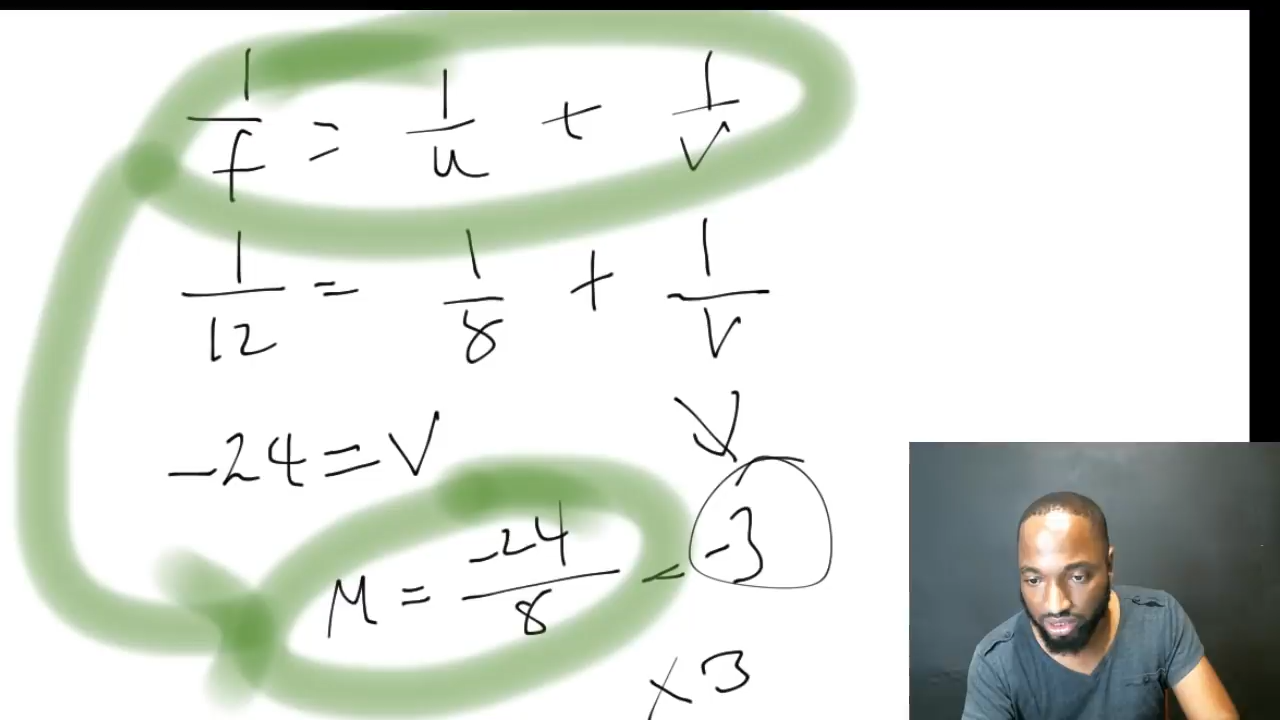 1/f = 1/u + 1/v
1/12 = 1/8 + 1/v
-24 = V
M = -24/8 = -3
x 3